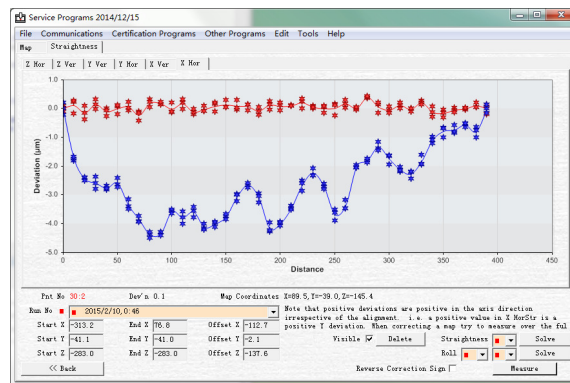 Service Programs 2014/12/15
File Communications Certification Programs Other Programs Edit Tools Help
Map Straightness
Z Hor Z Ver Y Ver Y Hor X Ver X Hor
1.0
0.0
-1.0
-2.0
-3.0
-4.0
-5.0
Deviation (μm)
0 50 100 150 200 250 300 350 400 450
Distance
Pnt No 30:2 Dev'n 0.1 Map Coordinates X=89.5,Y=-39.0,Z=-145.4
Run No 2015/2/10, 0:46
Note that positive deviations are positive in the axis direction
irrespective of the alignment. i.e. a positive value in X HorStr is a
positive Y deviation. When correcting a map try to measure over the ful
Start X -313.2 End X 76.8 Offset X -112.7
Start Y -41.1 End Y -41.0 Offset Y -2.1
Visible Delete Straightness Solve
Start Z -283.0 End Z -283.0 Offset Z -137.6
Roll Solve
<< Back Reverse Correction Sign Measure